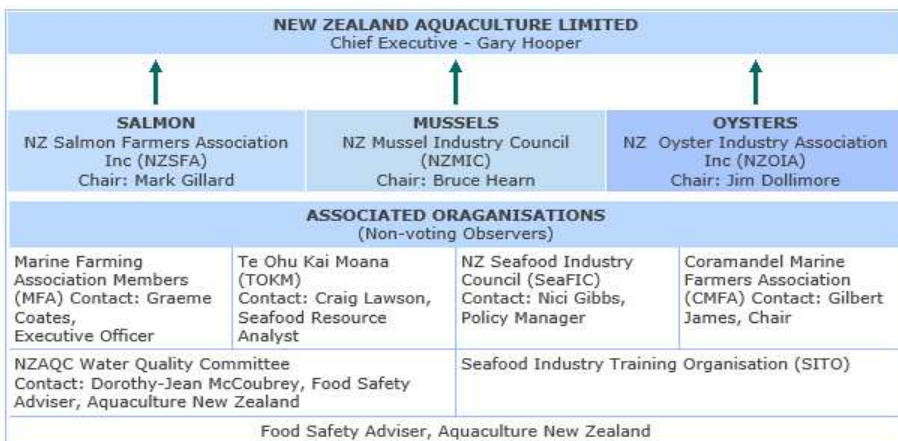 NEW ZEALAND AQUACULTURE LIMITED
Chief Executive - Gary Hooper
SALMON
NZ Salmon Farmers Association
Inc (NZSFA)
Chair: Mark Gillard
MUSSELS
NZ Mussel Industry Council
(NZMIC)
Chair: Bruce Hearn
OYSTERS
NZ Oyster Industry Association
Inc (NZOIA)
Chair: Jim Dollimore
ASSOCIATED ORAGANISATIONS
(Non-voting Observers)
Marine Farming
Association Members
(MFA) Contact: Graeme
Coates,
Executive Officer
Te Ohu Kai Moana
(TOKM)
Contact: Craig Lawson,
Seafood Resource
Analyst
NZ Seafood Industry
Council (SeaFIC)
Contact: Nici Gibbs,
Policy Manager
Coramandel Marine
Farmers Association
(CMFA) Contact: Gilbert
James, Chair
NZAQC Water Quality Committee
Contact: Dorothy-Jean McCoubrey, Food Safety
Adviser, Aquaculture New Zealand
Seafood Industry Training Organisation (SITO)
Food Safety Adviser, Aquaculture New Zealand